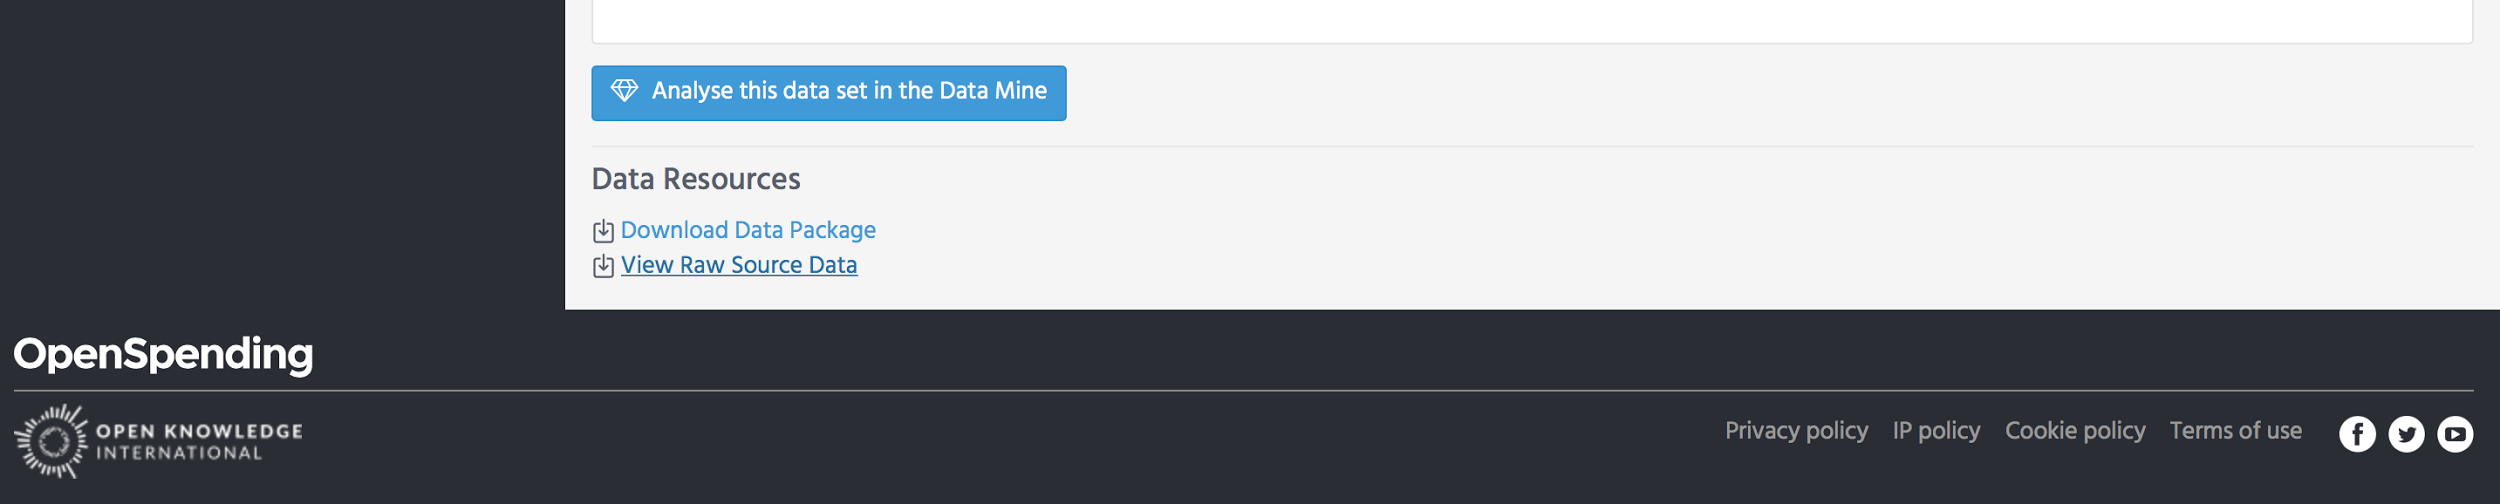 Analyse this data set in the Data Mine
Data Resources
Download Data Package
View Raw Source Data
OpenSpending
OPEN KNOWLEDGE
INTERNATIONAL
Privacy policy IP policy Cookie policy Terms of use